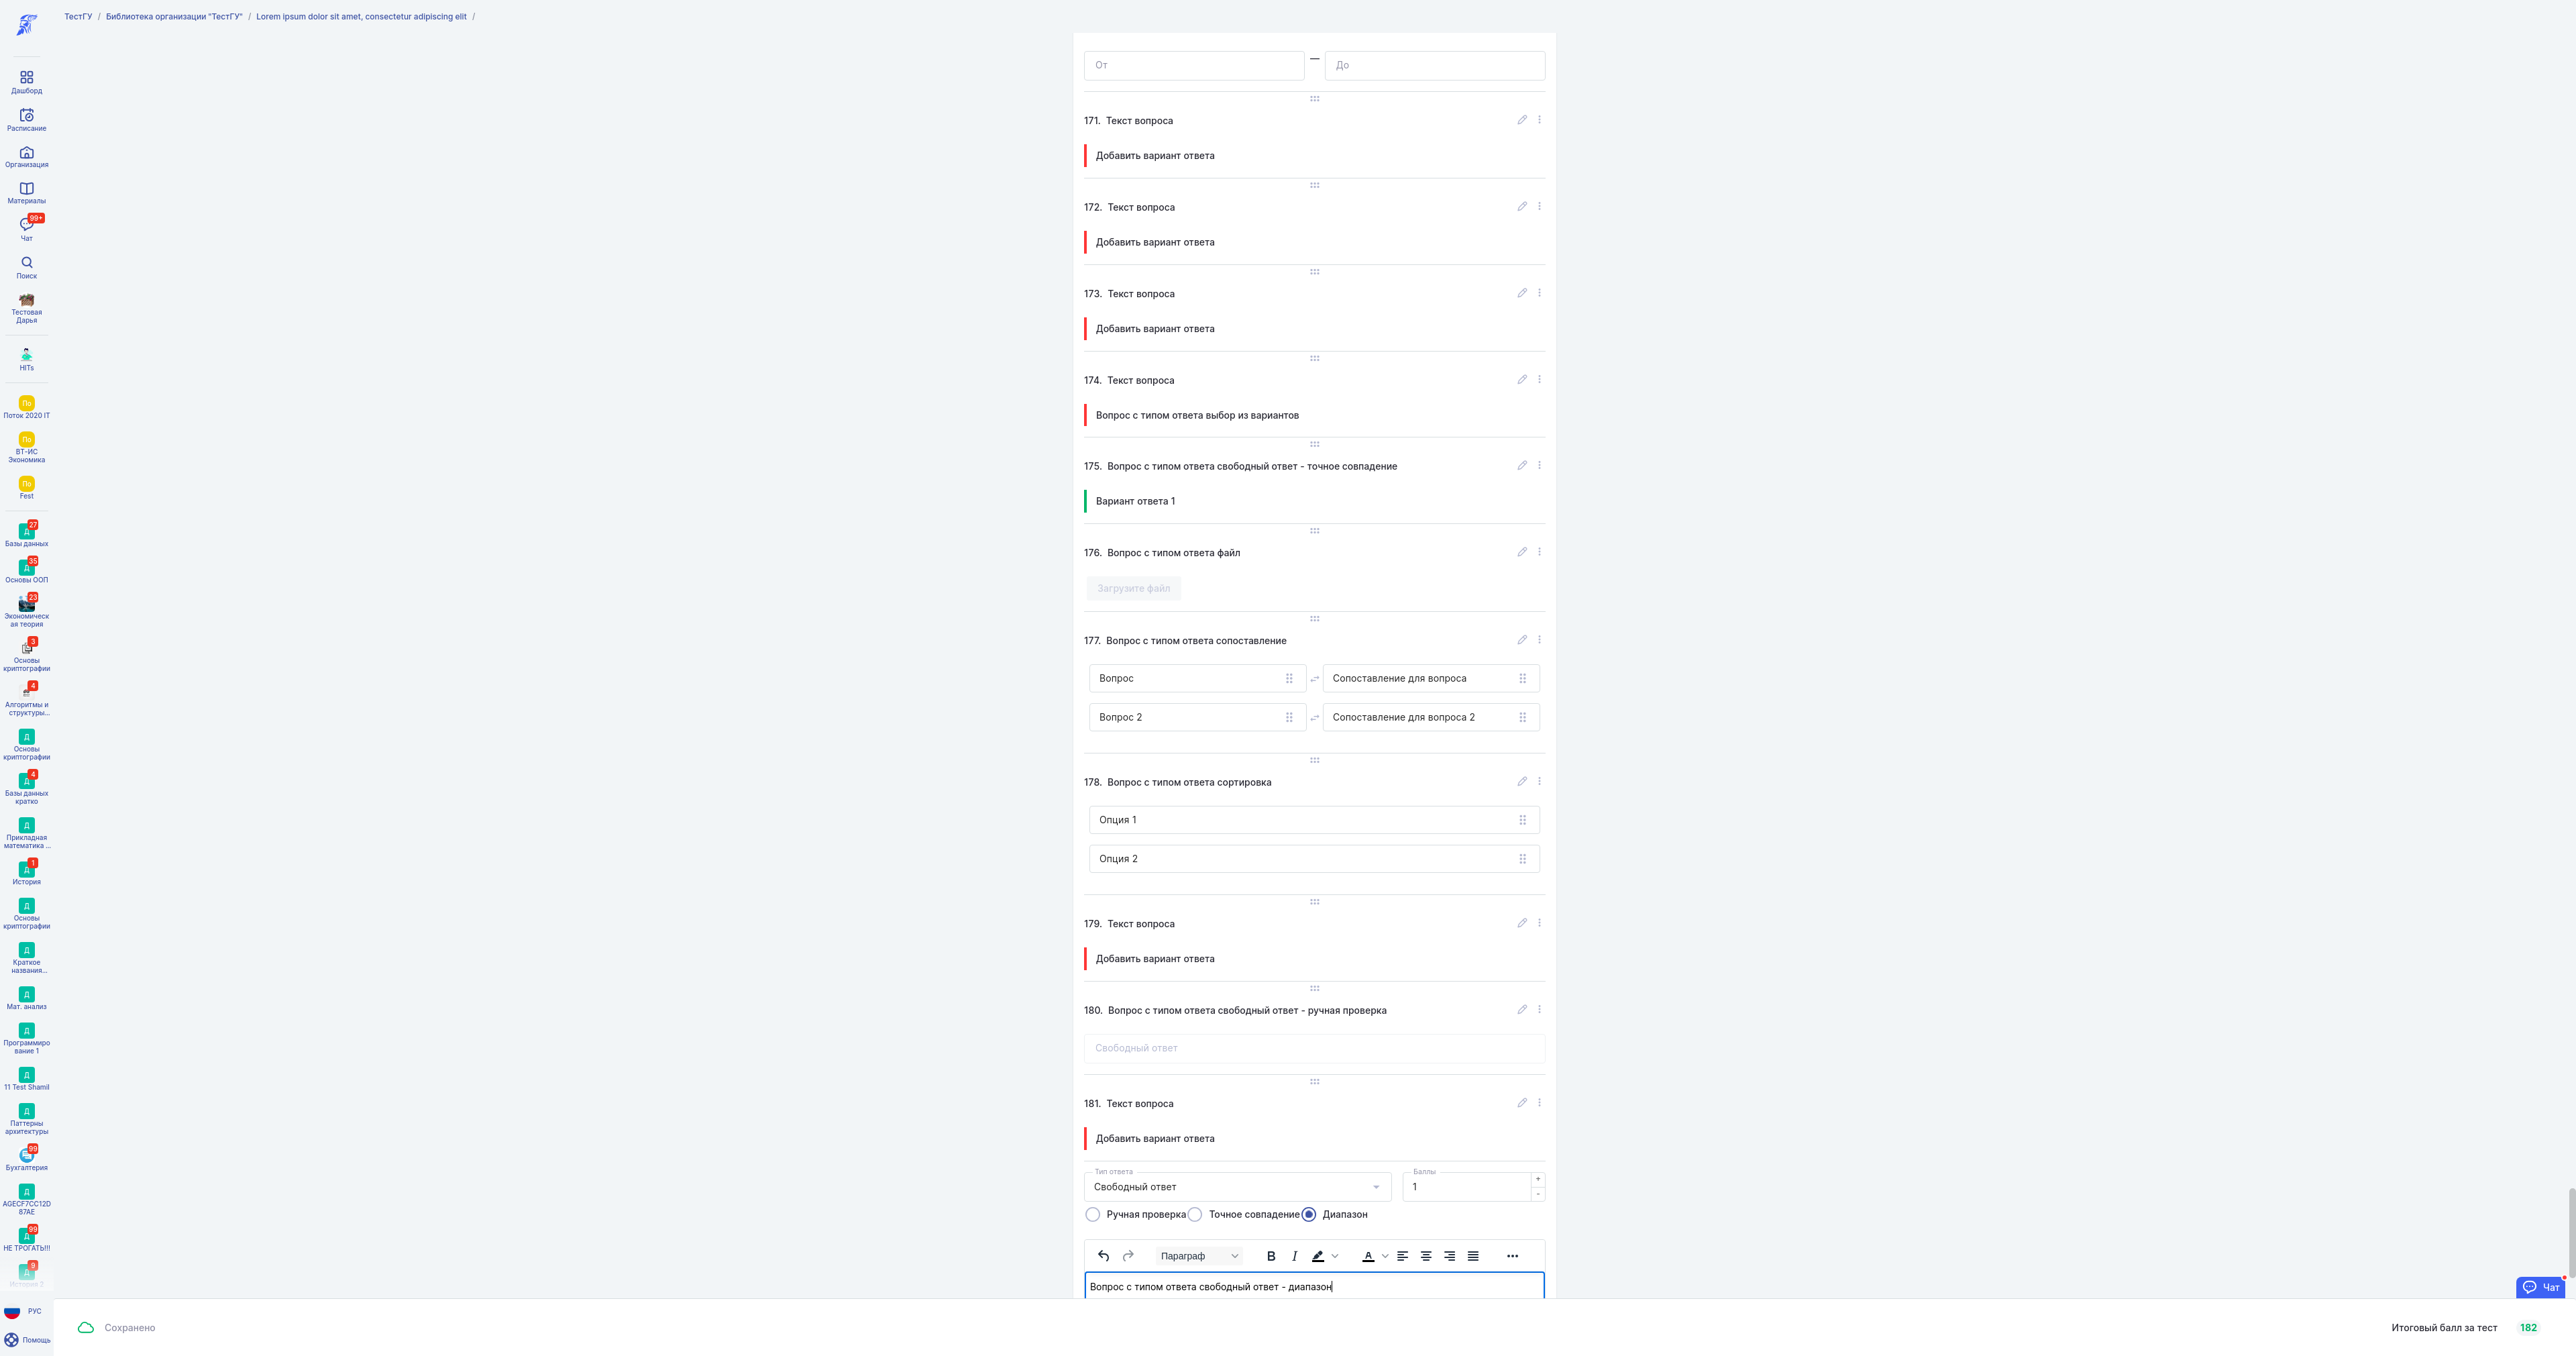 ТестГУ / Библиотека организации "ТестГУ" / Lorem ipsum dolor sit amet, consectetur adipiscing elit /
Дашборд
Расписание
Организация
Материалы
99+
Чат
Поиск
Тестовая
Дарья
HITs
По
Поток 2020 IT
По
ВТ-ИС
Экономика
По
Fest
27
Д
Базы данных
35
Д
Основы ООП
23
Экономическ
ая теория
3
Основы
криптографии
4
Алгоритмы и
структуры...
Д
Основы
криптографии
4
Д
Базы данных
кратко
Д
Прикладная
математика ...
1
Д
История
Д
Основы
криптографии
Д
Краткое
названия...
Д
Мат. анализ
Д
Программиро
вание 1
Д
11 Test Shamil
Д
Паттерны
архитектуры
99
Бухгалтерия
Д
AGECF7CC12D
87AE
99
Д
НЕ ТРОГАТЬ!!!
9
Д
История 2
РУС
Помощь
От — До
171. Текст вопроса
Добавить вариант ответа
172. Текст вопроса
Добавить вариант ответа
173. Текст вопроса
Добавить вариант ответа
174. Текст вопроса
Вопрос с типом ответа выбор из вариантов
175. Вопрос с типом ответа свободный ответ - точное совпадение
Вариант ответа 1
176. Вопрос с типом ответа файл
Загрузите файл
177. Вопрос с типом ответа сопоставление
Вопрос Сопоставление для вопроса
Вопрос 2 Сопоставление для вопроса 2
178. Вопрос с типом ответа сортировка
Опция 1
Опция 2
179. Текст вопроса
Добавить вариант ответа
180. Вопрос с типом ответа свободный ответ - ручная проверка
Свободный ответ
181. Текст вопроса
Добавить вариант ответа
Тип ответа Баллы
Свободный ответ 1 + -
Ручная проверка Точное совпадение Диапазон
Параграф B I A
Вопрос с типом ответа свободный ответ - диапазон
Чат
Сохранено
Итоговый балл за тест 182